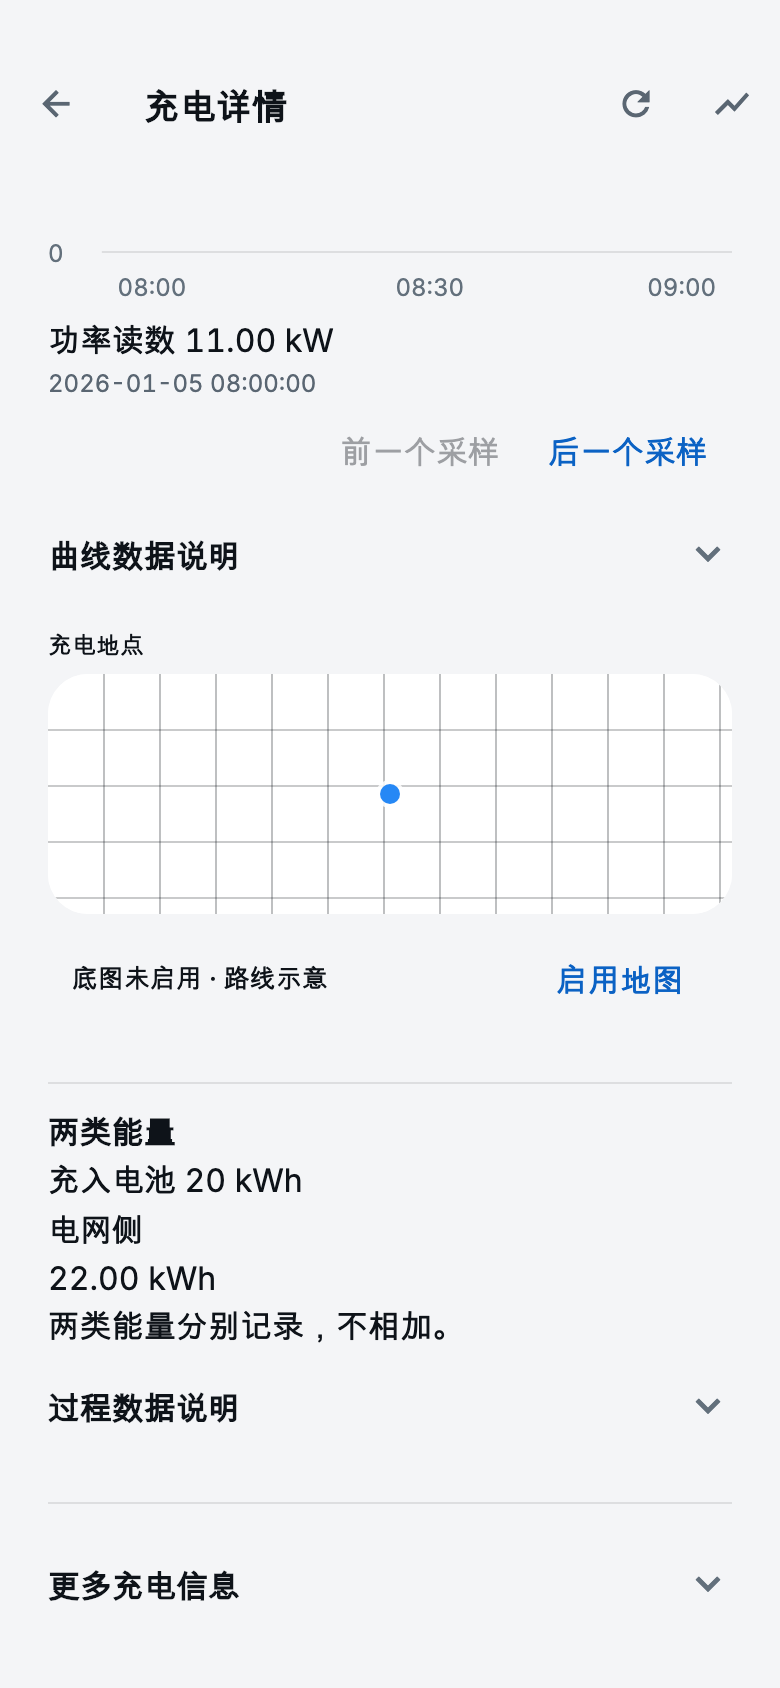 充电详情
0
08:00 08:30 09:00
功率读数 11.00 kW
2026-01-05 08:00:00
前一个采样 后一个采样
曲线数据说明
充电地点
底图未启用 · 路线示意 启用地图
两类能量
充入电池 20 kWh
电网侧
22.00 kWh
两类能量分别记录，不相加。
过程数据说明
更多充电信息